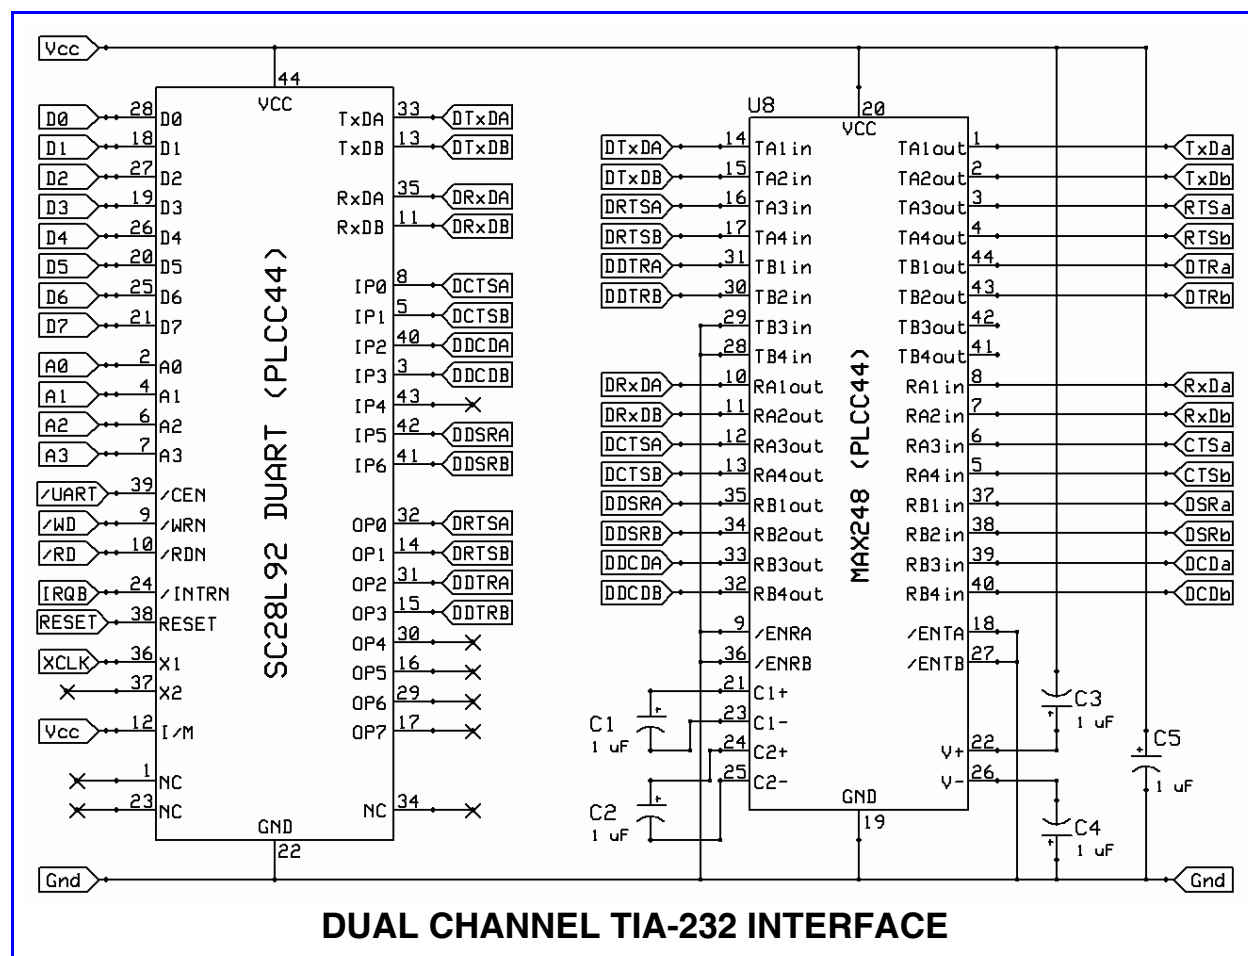 Vcc
44
VCC
D0 28 D0
D1 18 D1
D2 27 D2
D3 19 D3
D4 26 D4
D5 20 D5
D6 25 D6
D7 21 D7
A0 2 A0
A1 4 A1
A2 6 A2
A3 7 A3
/UART 39 /CEN
/WD 9 /WRN
/RD 10 /RDN
IRQB 24 /INTRN
RESET 38 RESET
XCLK 36 X1
37 X2
Vcc 12 I/M
1 NC
23 NC
SC28L92 DUART (PLCC44)
TxDA 33 DTxDA
TxDB 13 DTxDB
RxDA 35 DRxDA
RxDB 11 DRxDB
IP0 8 DCTSA
IP1 5 DCTSB
IP2 40 DDCDA
IP3 3 DDCDB
IP4 43
IP5 42 DDSRA
IP6 41 DDSRB
OP0 32 DRTSA
OP1 14 DRTSB
OP2 31 DDTRA
OP3 15 DDTRB
OP4 30
OP5 16
OP6 29
OP7 17
NC 34
GND
22
Gnd
U8
20
VCC
DTxDA 14 TA1in
DTxDB 15 TA2in
DRTSA 16 TA3in
DRTSB 17 TA4in
DDTRA 31 TB1in
DDTRB 30 TB2in
29 TB3in
28 TB4in
DRxDA 10 RA1out
DRxDB 11 RA2out
DCTSA 12 RA3out
DCTSB 13 RA4out
DDSRA 35 RB1out
DDSRB 34 RB2out
DDCDA 33 RB3out
DDCDB 32 RB4out
9 /ENRA
36 /ENRB
21 C1+
23 C1-
24 C2+
25 C2-
C1
1 uF
C2
1 uF
MAX248 (PLCC44)
TA1out 1 TxDa
TA2out 2 TxDb
TA3out 3 RTSa
TA4out 4 RTSb
TB1out 44 DTRa
TB2out 43 DTRb
TB3out 42
TB4out 41
RA1in 8 RxDa
RA2in 7 RxDb
RA3in 6 CTSa
RA4in 5 CTSb
RB1in 37 DSRa
RB2in 38 DSRb
RB3in 39 DCDa
RB4in 40 DCDb
/ENTA 18
/ENTB 27
V+ 22
V- 26
GND
19
C3
1 uF
C5
1 uF
C4
1 uF
Gnd
DUAL CHANNEL TIA-232 INTERFACE